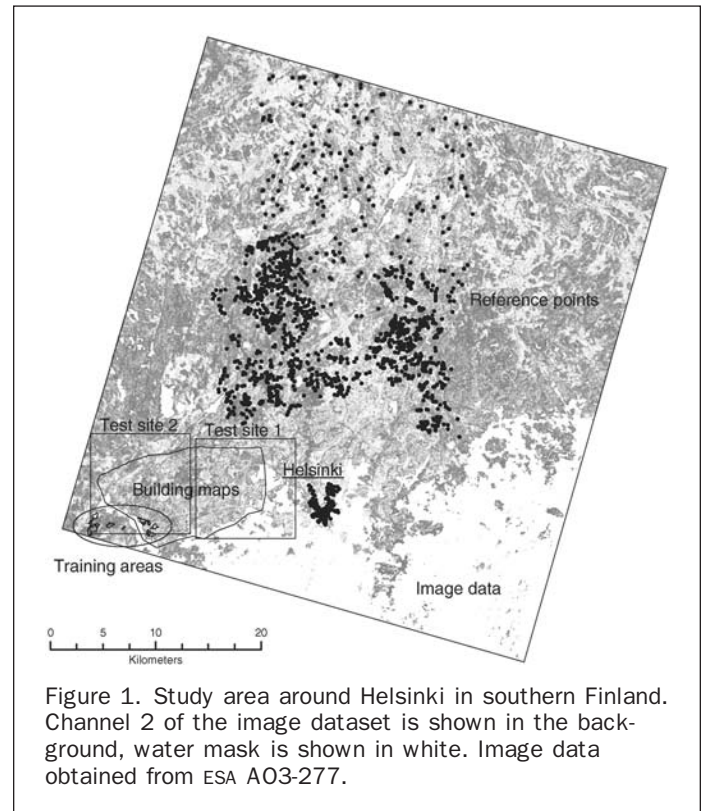 Reference points
Test site 2
Test site 1
Helsinki
Building maps
Training areas
Image data
0 5 10 20
Kilometers
Figure 1. Study area around Helsinki in southern Finland.
Channel 2 of the image dataset is shown in the back-
ground, water mask is shown in white. Image data
obtained from ESA AO3-277.